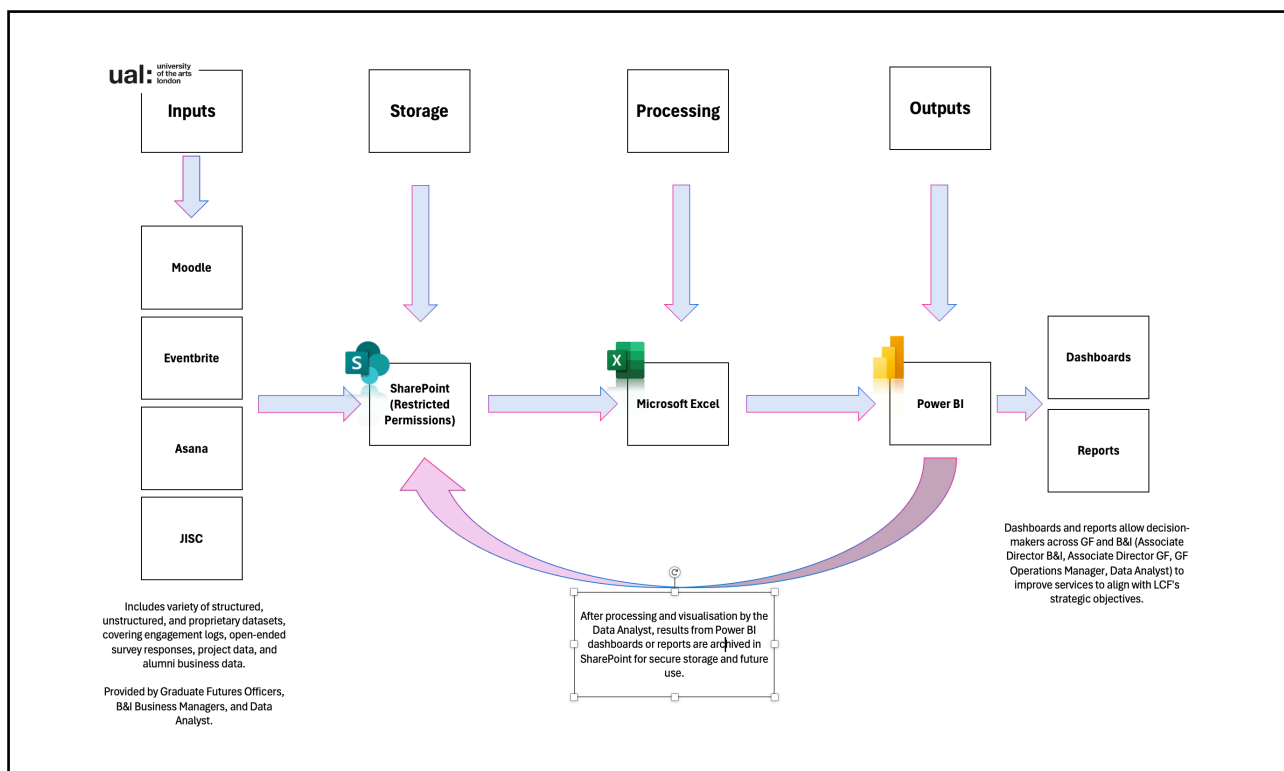 ual: university
of the arts
london
Inputs
Storage
Processing
Outputs
Moodle
Eventbrite
Asana
JISC
Includes variety of structured,
unstructured, and proprietary datasets,
covering engagement logs, open-ended
survey responses, project data, and
alumni business data.
Provided by Graduate Futures Officers,
B&I Business Managers, and Data
Analyst.
S
SharePoint
(Restricted
Permissions)
X
Microsoft Excel
Power BI
Dashboards
Reports
Dashboards and reports allow decision-
makers across GF and B&I (Associate
Director B&I, Associate Director GF, GF
Operations Manager, Data Analyst) to
improve services to align with LCF's
strategic objectives.
After processing and visualisation by the
Data Analyst, results from Power BI
dashboards or reports are archived in
SharePoint for secure storage and future
use.